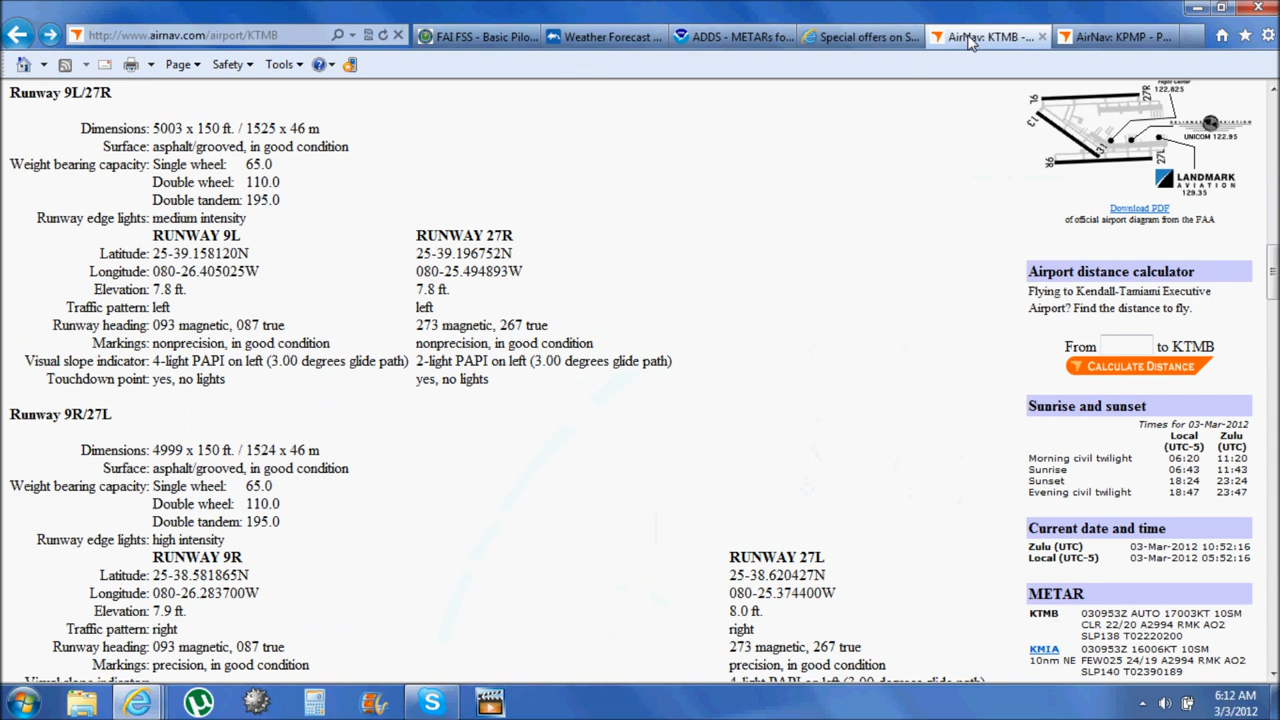 http://www.airnav.com/airport/KTMB
FAI FSS - Basic Pilo...
Weather Forecast ...
ADDS - METARs fo...
Special offers on S...
AirNav: KTMB -...
AirNav: KPMP - P...
Page
Safety
Tools
Runway 9L/27R
Dimensions: 5003 x 150 ft. / 1525 x 46 m
Surface: asphalt/grooved, in good condition
Weight bearing capacity: Single wheel: 65.0
Double wheel: 110.0
Double tandem: 195.0
Runway edge lights: medium intensity
RUNWAY 9L RUNWAY 27R
Latitude: 25-39.158120N 25-39.196752N
Longitude: 080-26.405025W 080-25.494893W
Elevation: 7.8 ft. 7.8 ft.
Traffic pattern: left left
Runway heading: 093 magnetic, 087 true 273 magnetic, 267 true
Markings: nonprecision, in good condition nonprecision, in good condition
Visual slope indicator: 4-light PAPI on left (3.00 degrees glide path) 2-light PAPI on left (3.00 degrees glide path)
Touchdown point: yes, no lights yes, no lights
Runway 9R/27L
Dimensions: 4999 x 150 ft. / 1524 x 46 m
Surface: asphalt/grooved, in good condition
Weight bearing capacity: Single wheel: 65.0
Double wheel: 110.0
Double tandem: 195.0
Runway edge lights: high intensity
RUNWAY 9R RUNWAY 27L
Latitude: 25-38.581865N 25-38.620427N
Longitude: 080-26.283700W 080-25.374400W
Elevation: 7.9 ft. 8.0 ft.
Traffic pattern: right right
Runway heading: 093 magnetic, 087 true 273 magnetic, 267 true
Markings: precision, in good condition precision, in good condition
122.825
9L
27R
13
31
9R
27L
UNICOM 122.95
LANDMARK
AVIATION
129.35
Download PDF
of official airport diagram from the FAA
Airport distance calculator
Flying to Kendall-Tamiami Executive
Airport? Find the distance to fly.
From to KTMB
CALCULATE DISTANCE
Sunrise and sunset
Times for 03-Mar-2012
Local Zulu
(UTC-5) (UTC)
Morning civil twilight 06:20 11:20
Sunrise 06:43 11:43
Sunset 18:24 23:24
Evening civil twilight 18:47 23:47
Current date and time
Zulu (UTC) 03-Mar-2012 10:52:16
Local (UTC-5) 03-Mar-2012 05:52:16
METAR
KTMB 030953Z AUTO 17003KT 10SM
CLR 22/20 A2994 RMK AO2
SLP138 T02220200
KMIA 030953Z 16006KT 10SM
10nm NE FEW025 24/19 A2994 RMK AO2
SLP140 T02390189
6:12 AM
3/3/2012